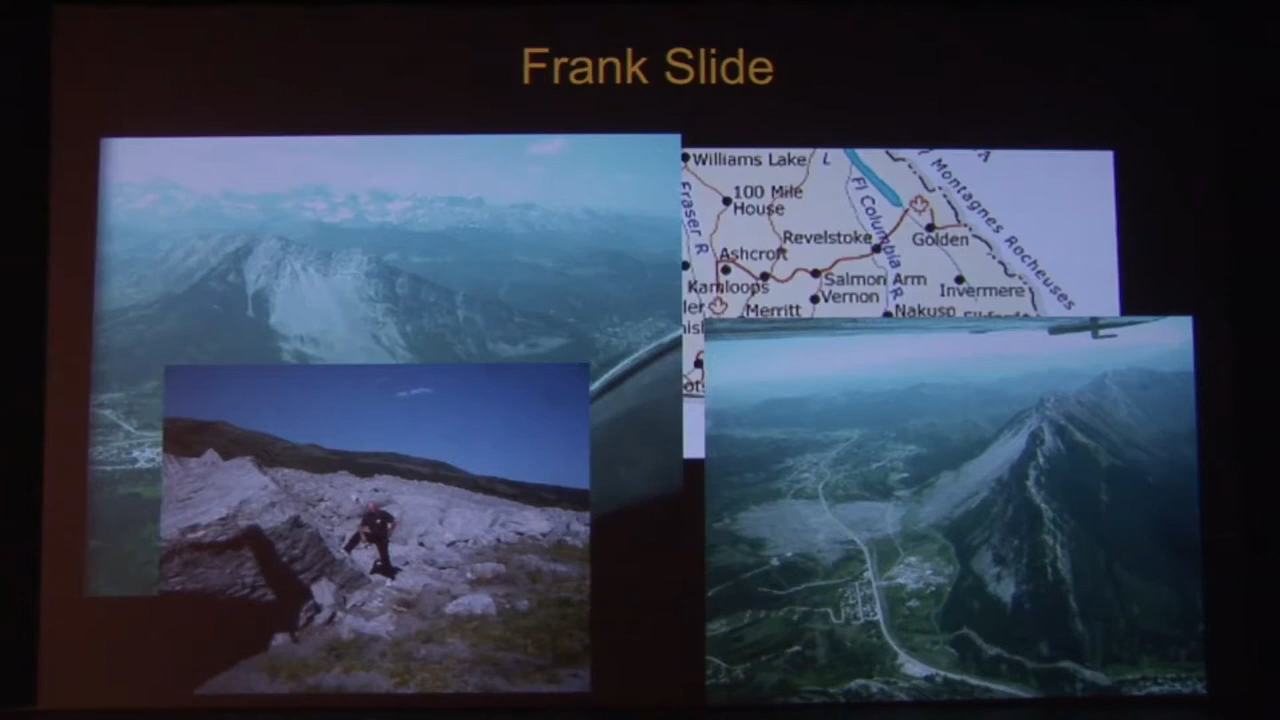 Frank Slide
Williams Lake
L
Montagnes Rocheuses
100 Mile
House
Fraser R
Fl Columbia R
Revelstoke
Golden
Ashcroft
Kamloops
Salmon Arm
Invermere
Vernon
Merritt
Nakusp